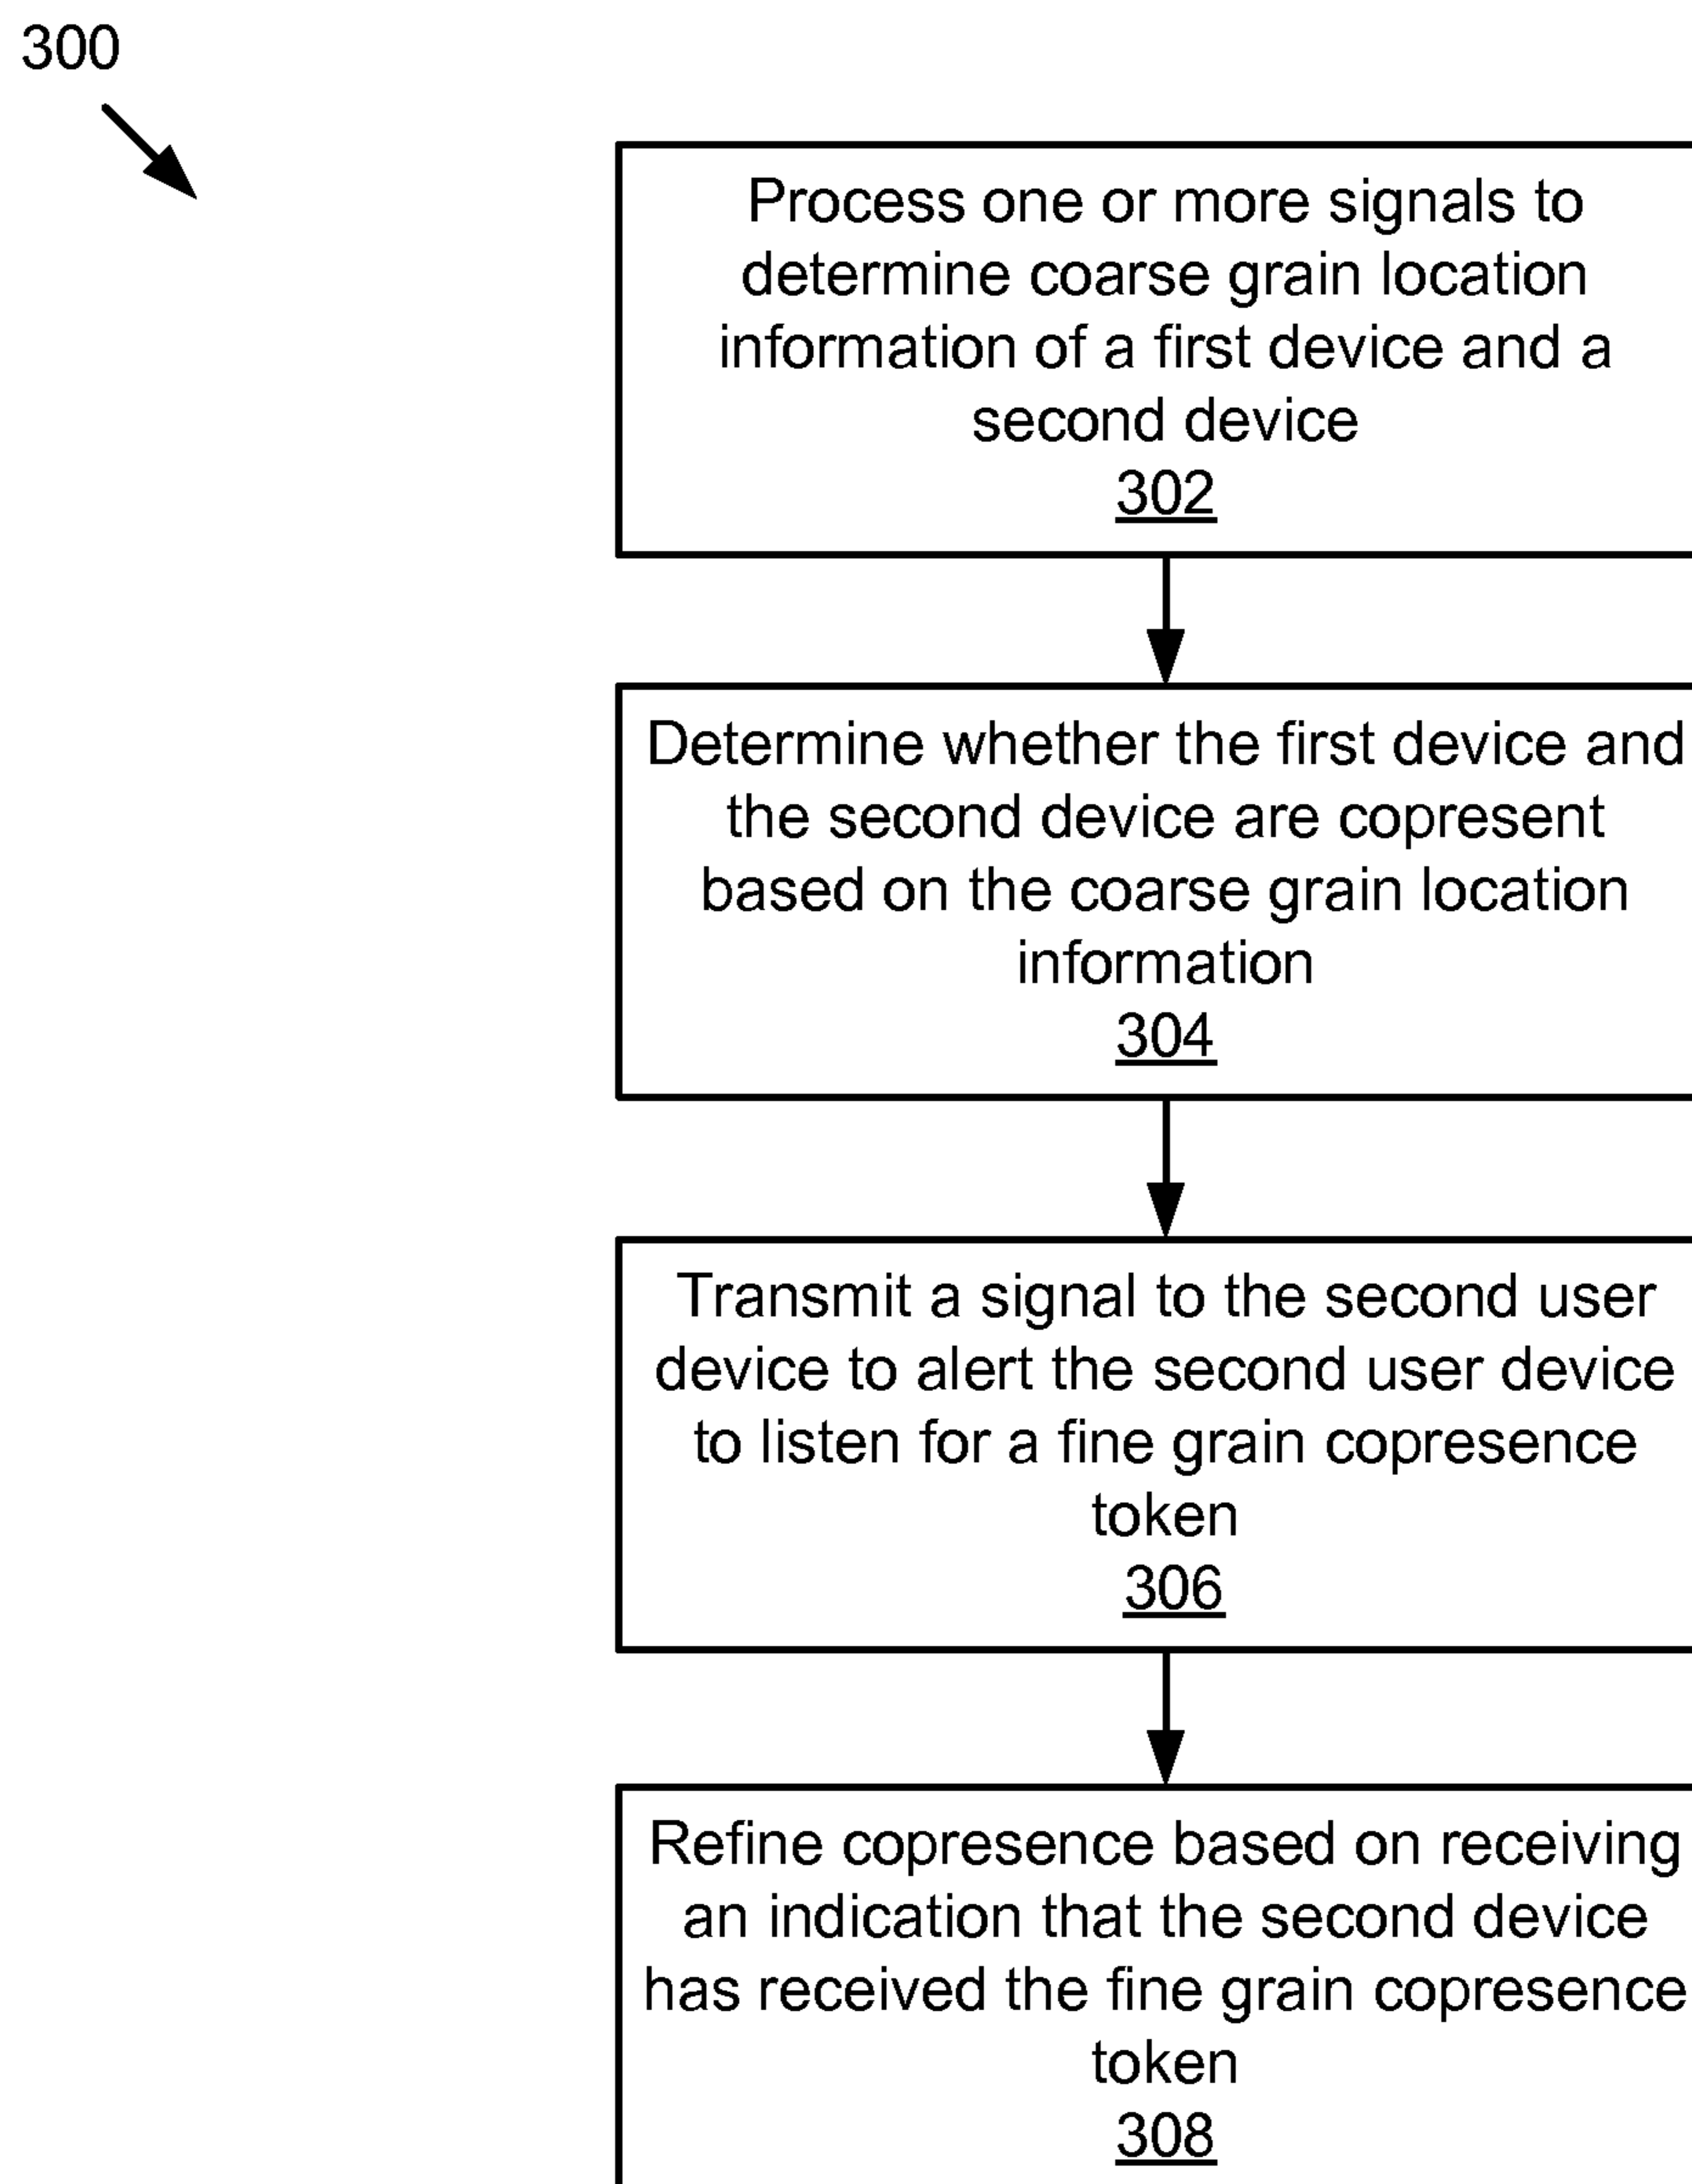 300
Process one or more signals to
determine coarse grain location
information of a first device and a
second device
302
Determine whether the first device and
the second device are copresent
based on the coarse grain location
information
304
Transmit a signal to the second user
device to alert the second user device
to listen for a fine grain copresence
token
306
Refine copresence based on receiving
an indication that the second device
has received the fine grain copresence
token
308